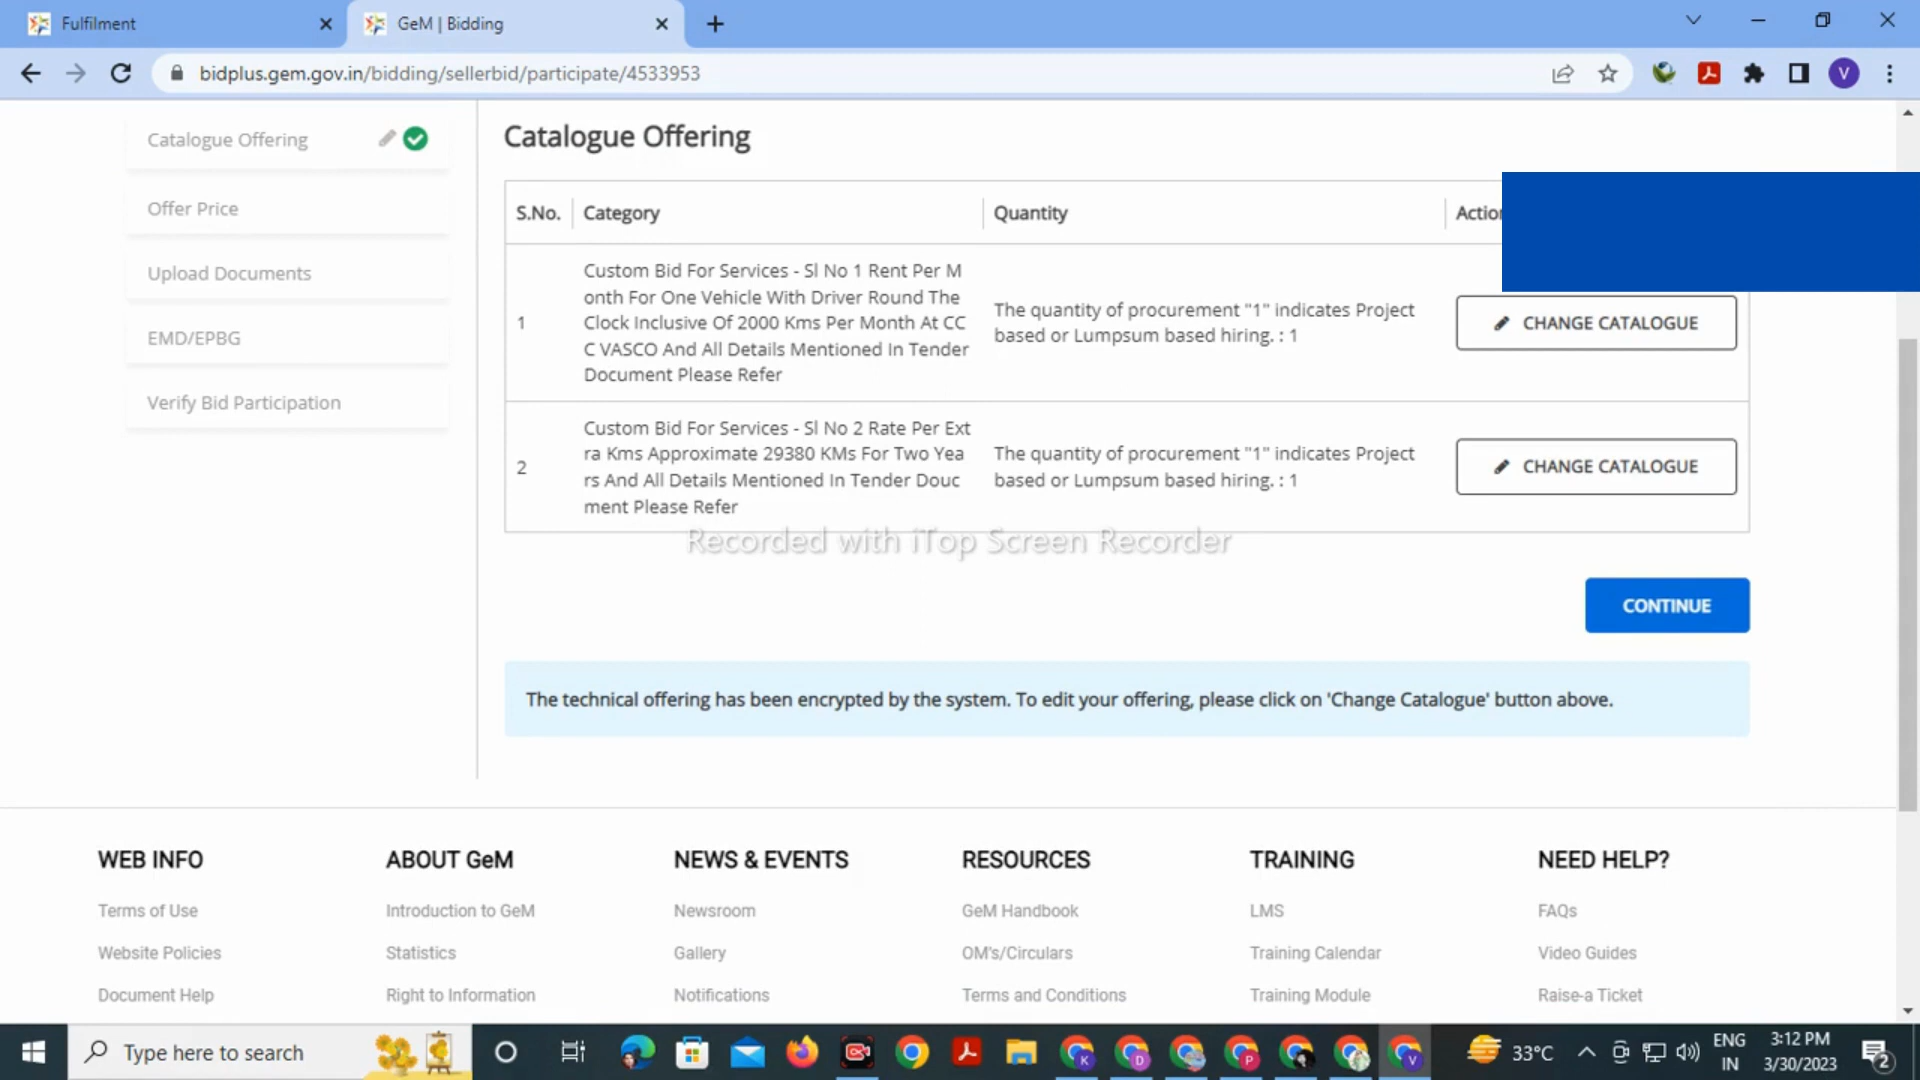 Fulfilment
GeM | Bidding
bidplus.gem.gov.in/bidding/sellerbid/participate/4533953
V
Catalogue Offering
Offer Price
Upload Documents
EMD/EPBG
Verify Bid Participation
Catalogue Offering
S.No. Category Quantity Action
1
Custom Bid For Services - Sl No 1 Rent Per M
onth For One Vehicle With Driver Round The
Clock Inclusive Of 2000 Kms Per Month At CC
C VASCO And All Details Mentioned In Tender
Document Please Refer
The quantity of procurement "1" indicates Project
based or Lumpsum based hiring. : 1
CHANGE CATALOGUE
2
Custom Bid For Services - Sl No 2 Rate Per Ext
ra Kms Approximate 29380 KMs For Two Yea
rs And All Details Mentioned In Tender Douc
ment Please Refer
The quantity of procurement "1" indicates Project
based or Lumpsum based hiring. : 1
CHANGE CATALOGUE
Recorded with iTop Screen Recorder
CONTINUE
The technical offering has been encrypted by the system. To edit your offering, please click on 'Change Catalogue' button above.
WEB INFO
Terms of Use
Website Policies
Document Help
ABOUT GeM
Introduction to GeM
Statistics
Right to Information
NEWS & EVENTS
Newsroom
Gallery
Notifications
RESOURCES
GeM Handbook
OM's/Circulars
Terms and Conditions
TRAINING
LMS
Training Calendar
Training Module
NEED HELP?
FAQs
Video Guides
Raise-a Ticket
Type here to search
K
D
P
V
33°C
ENG
IN
3:12 PM
3/30/2023
2